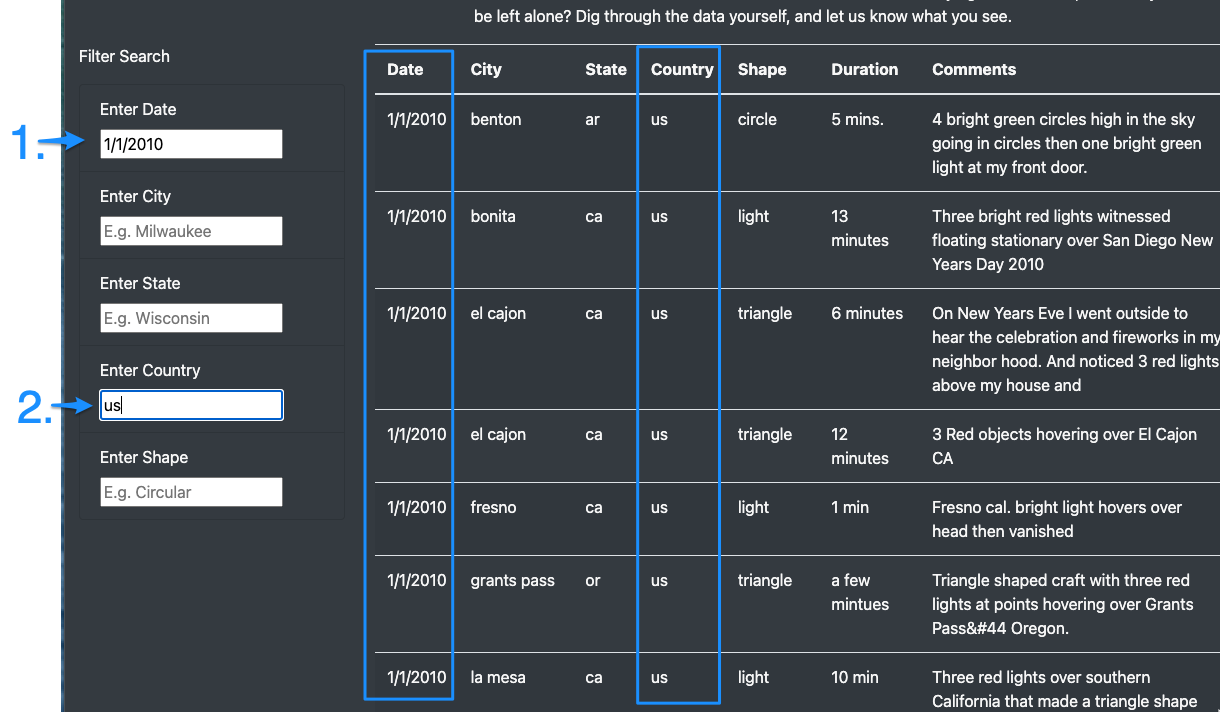 be left alone? Dig through the data yourself, and let us know what you see.
Filter Search
Enter Date
1.
1/1/2010
Enter City
E.g. Milwaukee
Enter State
E.g. Wisconsin
Enter Country
2.
us
Enter Shape
E.g. Circular
Date City State Country Shape Duration Comments
1/1/2010 benton ar us circle 5 mins. 4 bright green circles high in the sky
going in circles then one bright green
light at my front door.
1/1/2010 bonita ca us light 13 Three bright red lights witnessed
minutes floating stationary over San Diego New
Years Day 2010
1/1/2010 el cajon ca us triangle 6 minutes On New Years Eve I went outside to
hear the celebration and fireworks in my
neighbor hood. And noticed 3 red lights
above my house and
1/1/2010 el cajon ca us triangle 12 3 Red objects hovering over El Cajon
minutes CA
1/1/2010 fresno ca us light 1 min Fresno cal. bright light hovers over
head then vanished
1/1/2010 grants pass or us triangle a few Triangle shaped craft with three red
mintues lights at points hovering over Grants
Pass&#44 Oregon.
1/1/2010 la mesa ca us light 10 min Three red lights over southern
California that made a triangle shape